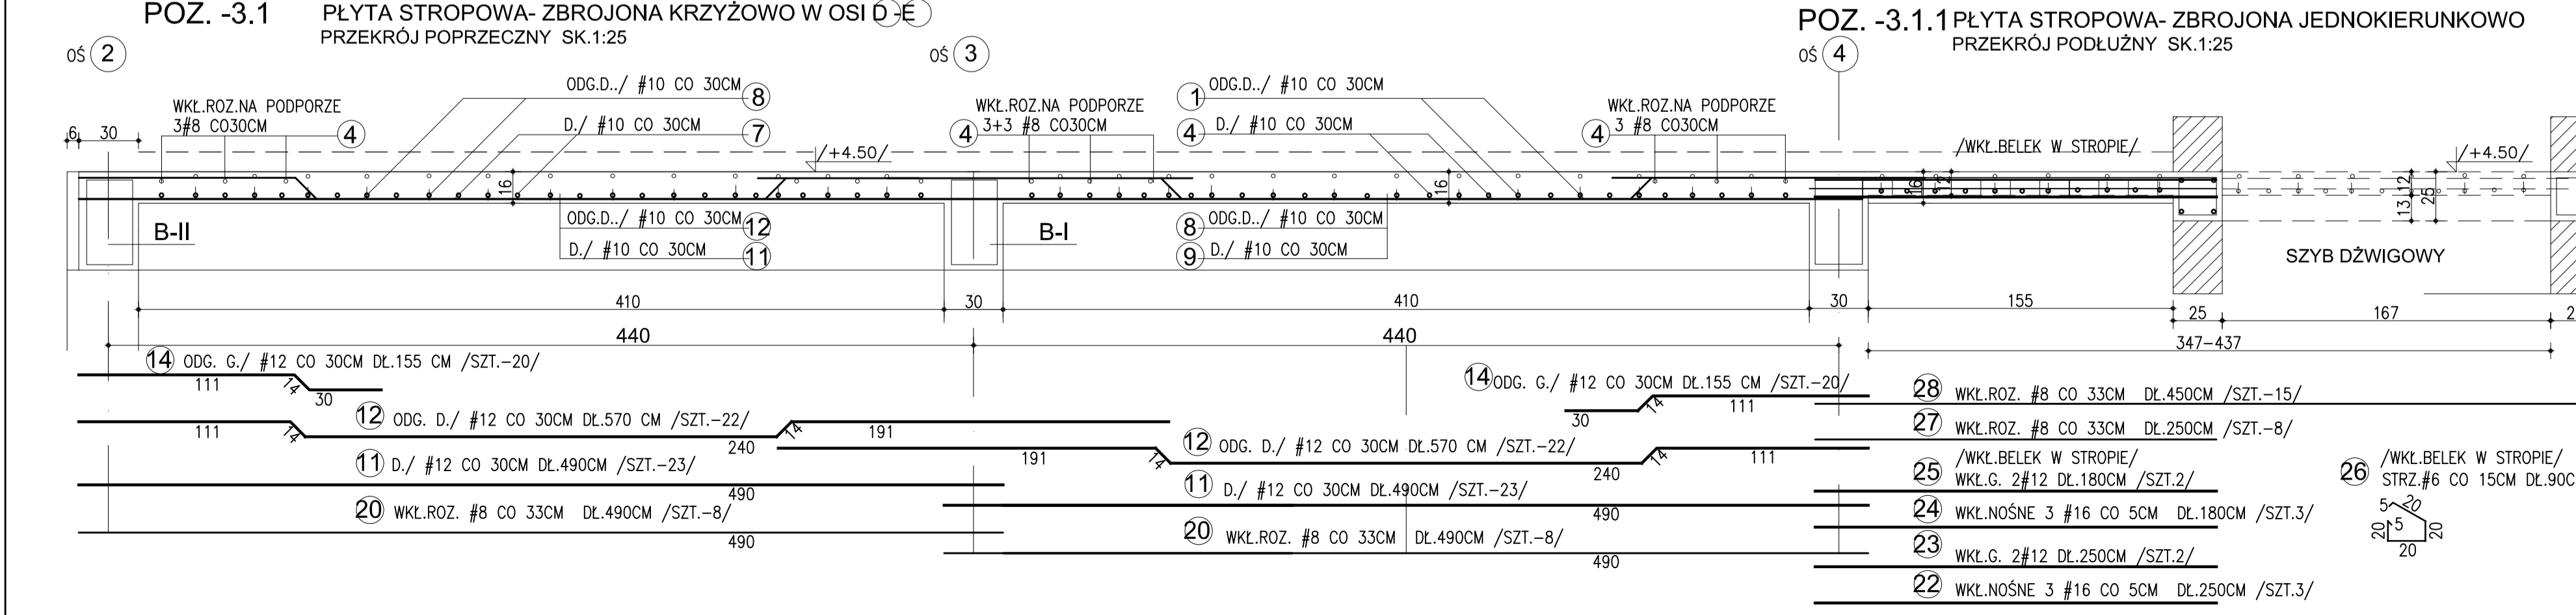 POZ. -3.1 PŁYTA STROPOWA- ZBROJONA KRZYŻOWO W OSI D-E
PRZEKRÓJ POPRZECZNY SK.1:25
POZ. -3.1.1 PŁYTA STROPOWA- ZBROJONA JEDNOKIERUNKOWO
PRZEKRÓJ PODŁUŻNY SK.1:25
OŚ 2
OŚ 3
OŚ 4
ODG.D../ #10 CO 30CM 8
WKŁ.ROZ.NA PODPORZE
3#8 CO30CM 4
D./ #10 CO 30CM 7
WKŁ.ROZ.NA PODPORZE
4 3+3 #8 CO30CM
1 ODG.D../ #10 CO 30CM
4 D./ #10 CO 30CM
WKŁ.ROZ.NA PODPORZE
4 3 #8 CO30CM
6 30
/+4.50/
/WKŁ.BELEK W STROPIE/
/+4.50/
16
16
16
12
12
13
25
B-II
ODG.D../ #10 CO 30CM 12
D./ #10 CO 30CM 11
B-I
8 ODG.D../ #10 CO 30CM
9 D./ #10 CO 30CM
SZYB DŹWIGOWY
410 30 410 30 155
25 167 2
440 440 347-437
14 ODG. G./ #12 CO 30CM DŁ.155 CM /SZT.-20/
111 14 30
14 ODG. G./ #12 CO 30CM DŁ.155 CM /SZT.-20/
30 14 111
12 ODG. D./ #12 CO 30CM DŁ.570 CM /SZT.-22/
111 14 240 14 191
12 ODG. D./ #12 CO 30CM DŁ.570 CM /SZT.-22/
191 14 240 14 111
11 D./ #12 CO 30CM DŁ.490CM /SZT.-23/
490
11 D./ #12 CO 30CM DŁ.490CM /SZT.-23/
490
20 WKŁ.ROZ. #8 CO 33CM DŁ.490CM /SZT.-8/
490
20 WKŁ.ROZ. #8 CO 33CM DŁ.490CM /SZT.-8/
490
28 WKŁ.ROZ. #8 CO 33CM DŁ.450CM /SZT.-15/
27 WKŁ.ROZ. #8 CO 33CM DŁ.250CM /SZT.-8/
/WKŁ.BELEK W STROPIE/
25 WKŁ.G. 2#12 DŁ.180CM /SZT.2/
24 WKŁ.NOŚNE 3 #16 CO 5CM DŁ.180CM /SZT.3/
23 WKŁ.G. 2#12 DŁ.250CM /SZT.2/
22 WKŁ.NOŚNE 3 #16 CO 5CM DŁ.250CM /SZT.3/
/WKŁ.BELEK W STROPIE/
26 STRZ.#6 CO 15CM DŁ.90C
5 20
20 5 20
20